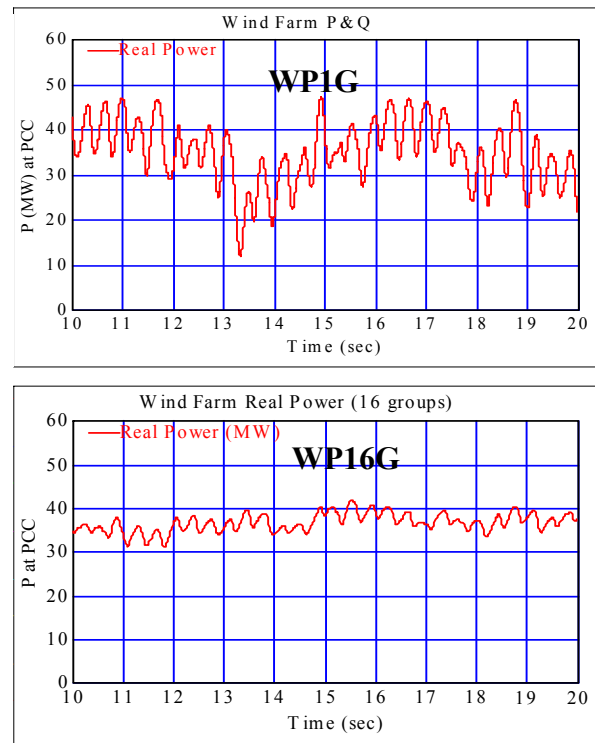 Wind Farm P&Q
Real Power
WP1G
P (MW) at PCC
60
50
40
30
20
10
0
10 11 12 13 14 15 16 17 18 19 20
Time (sec)
Wind Farm Real Power (16 groups)
Real Power (MW)
WP16G
P at PCC
60
50
40
30
20
10
0
10 11 12 13 14 15 16 17 18 19 20
Time (sec)